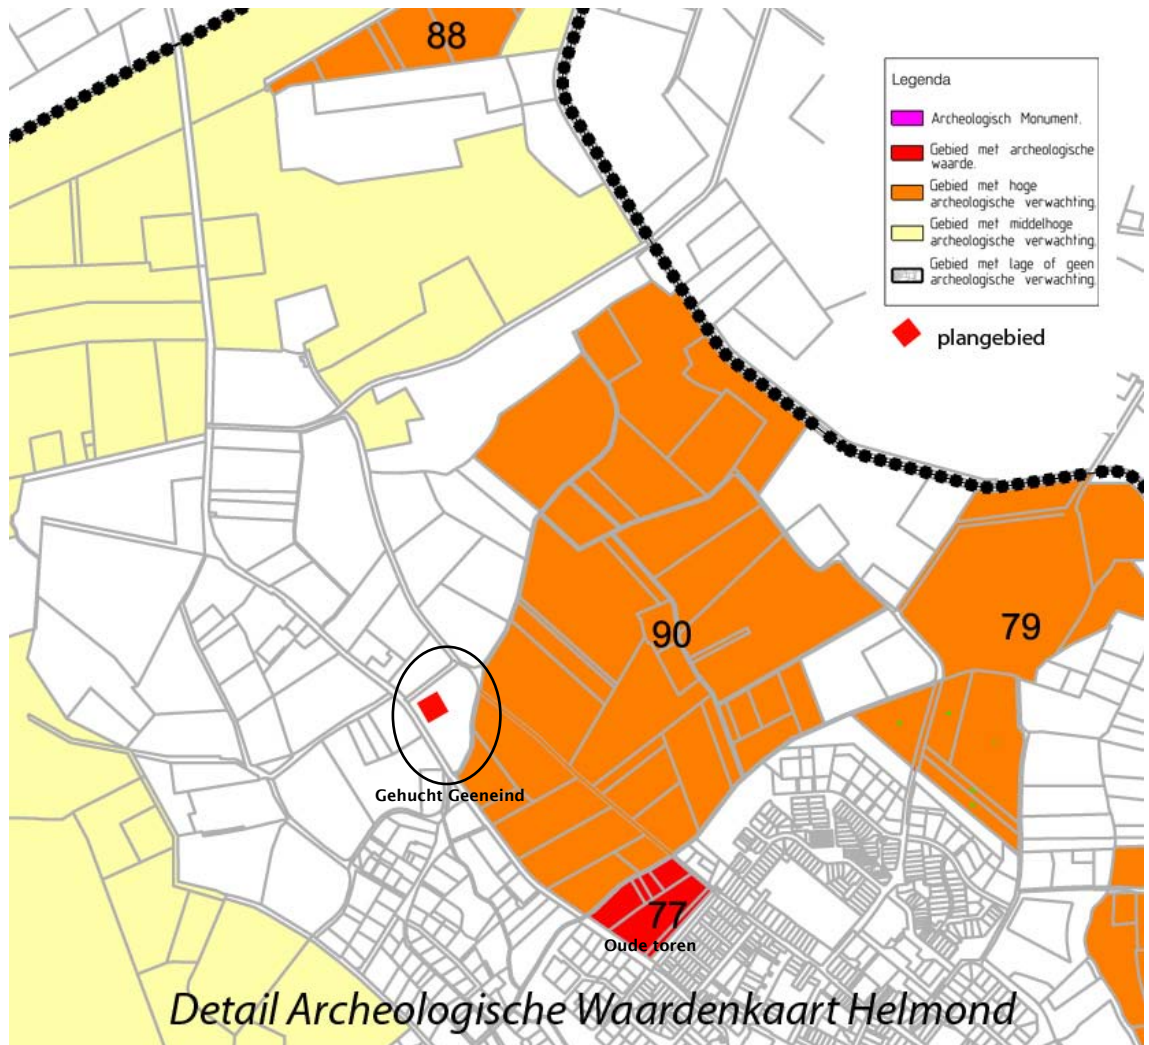 88
Legenda
Archeologisch Monument.
Gebied met archeologische
waarde.
Gebied met hoge
archeologische verwachting.
Gebied met middelhoge
archeologische verwachting.
Gebied met lage of geen
archeologische verwachting.
plangebied
90
79
Gehucht Geeneind
77
Oude toren
Detail Archeologische Waardenkaart Helmond